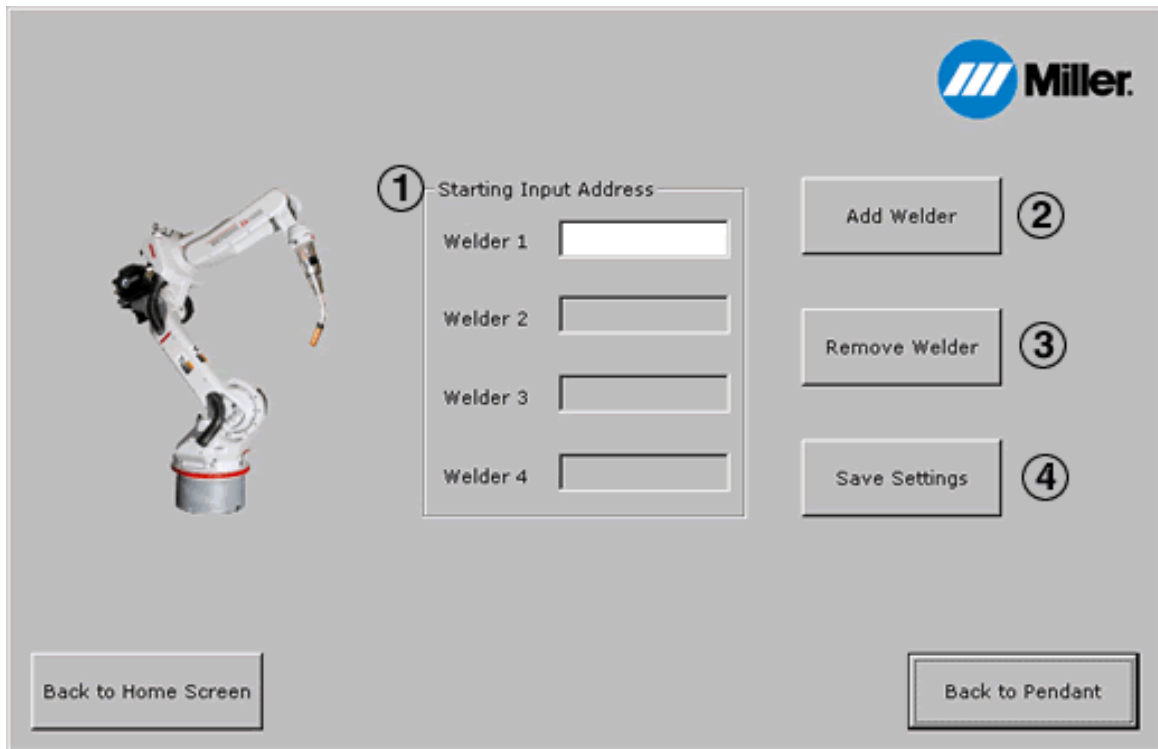 Miller.
1 Starting Input Address
Welder 1
Welder 2
Welder 3
Welder 4
Add Welder 2
Remove Welder 3
Save Settings 4
Back to Home Screen
Back to Pendant